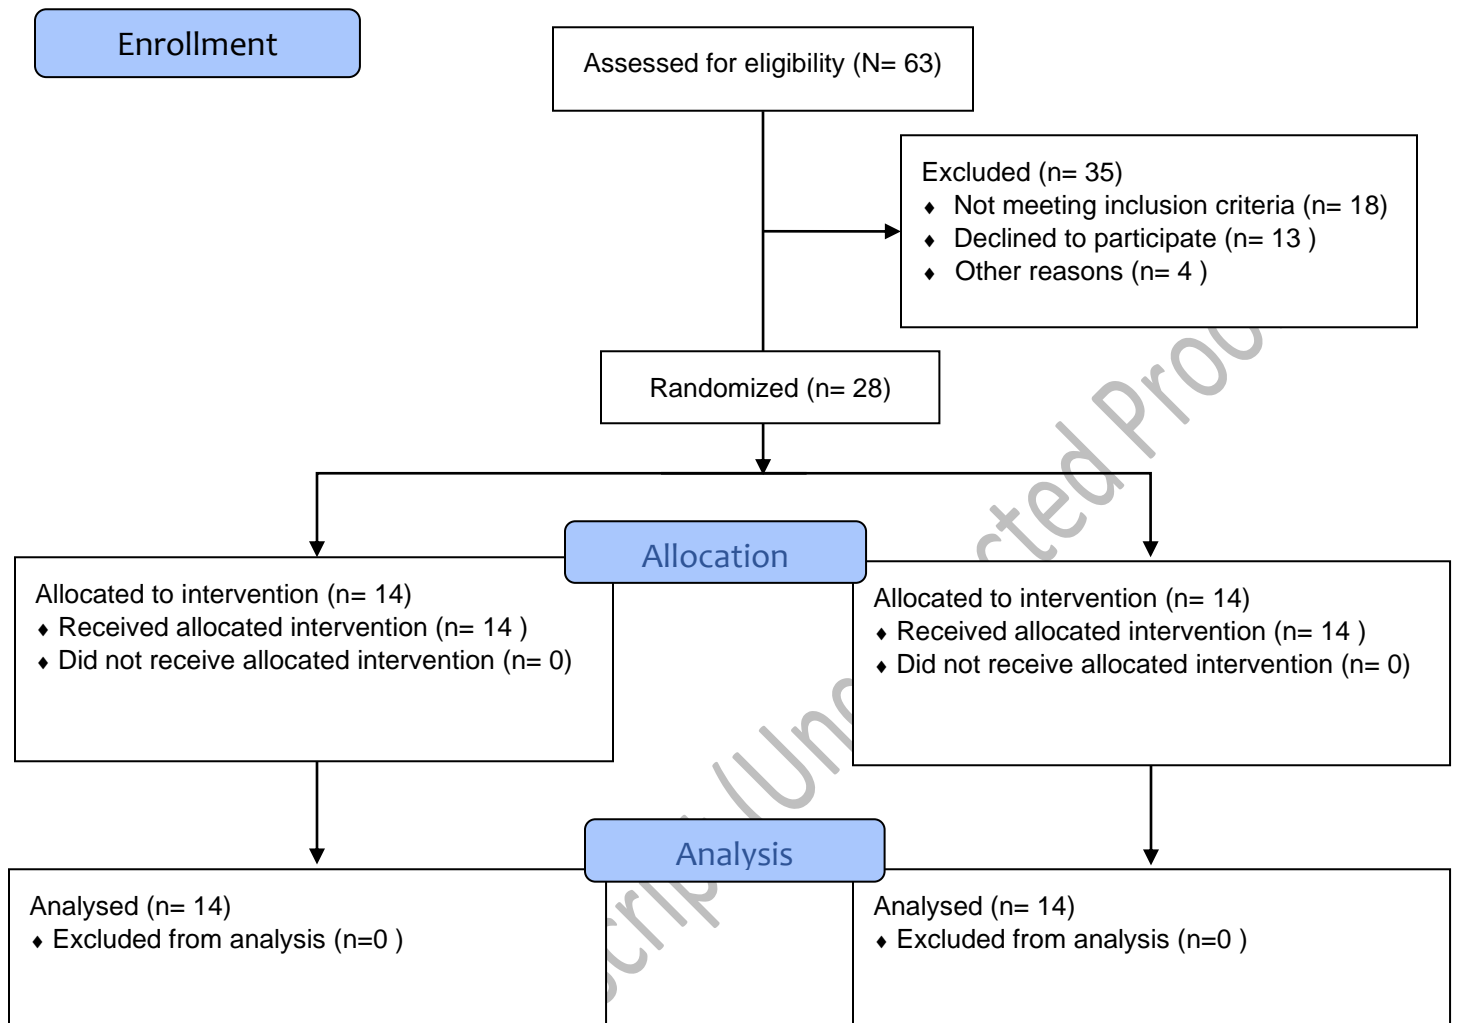 Enrollment
Assessed for eligibility (N= 63)
Excluded (n= 35)
♦ Not meeting inclusion criteria (n= 18)
♦ Declined to participate (n= 13 )
♦ Other reasons (n= 4 )
Randomized (n= 28)
Allocation
Allocated to intervention (n= 14)
♦ Received allocated intervention (n= 14 )
♦ Did not receive allocated intervention (n= 0)
Allocated to intervention (n= 14)
♦ Received allocated intervention (n= 14 )
♦ Did not receive allocated intervention (n= 0)
Analysis
Analysed (n= 14)
♦ Excluded from analysis (n=0 )
Analysed (n= 14)
♦ Excluded from analysis (n=0 )